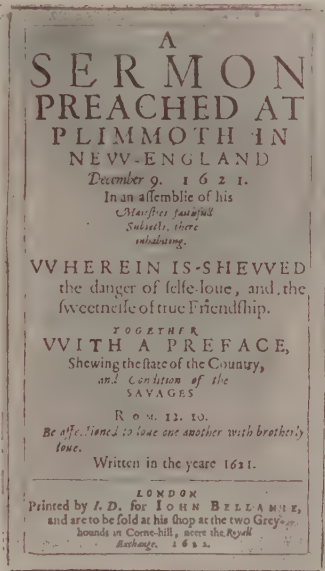 A
SERMON
PREACHED AT
PLIMMOTH IN
NEVV-ENGLAND
December 9. 1621.
In an assemblie of his
Maiesties faithfull
Subiects, there
inhabiting.
VVHEREIN IS SHEVVED
the danger of selfe-loue, and the
sweetnesse of true Friendship.
TOGETHER
VVITH A PREFACE,
Shewing the state of the Country,
and Condition of the
SAVAGES
ROM. 12. 10.
Be affectioned to loue one another with brotherly
loue.
Written in the yeare 1621.
LONDON
Printed by I. D. for IOHN BELLAMIE,
and are to be sold at his shop at the two Grey-
hounds in Corne-hill, neere the Royall
Exchange. 1622.